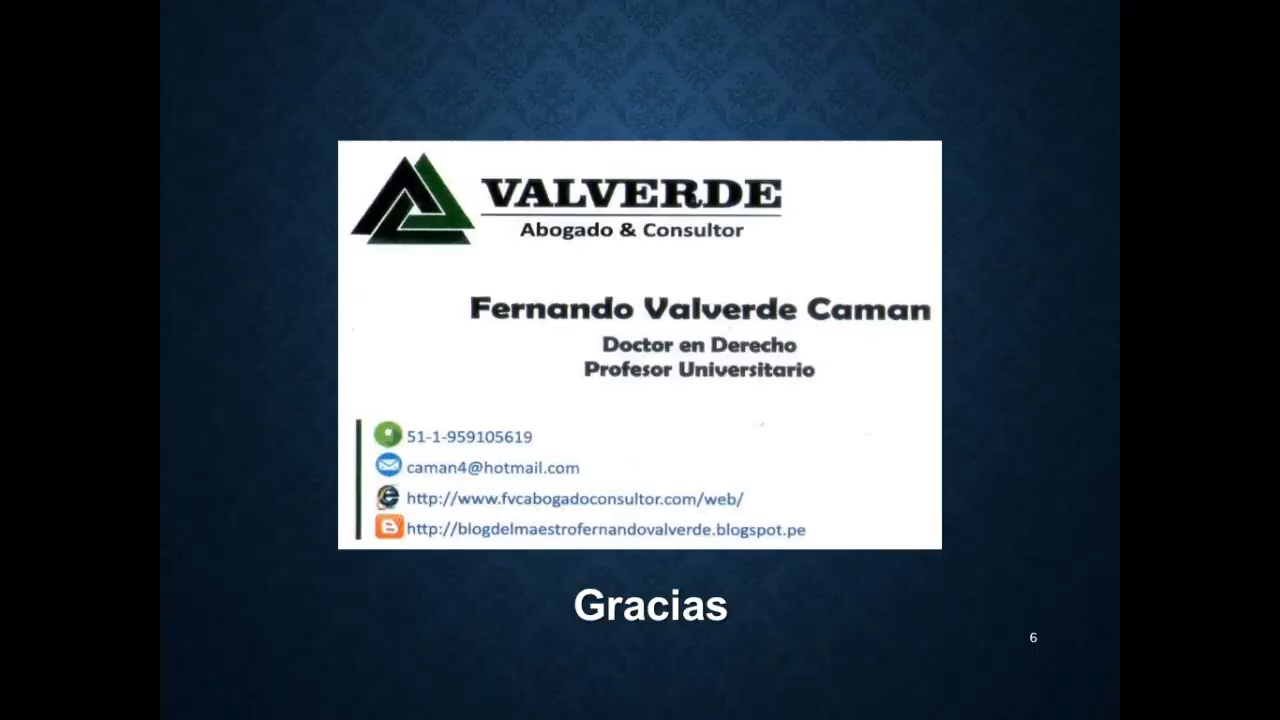 VALVERDE
Abogado & Consultor
Fernando Valverde Caman
Doctor en Derecho
Profesor Universitario
51-1-959105619
caman4@hotmail.com
http://www.fvcabogadoconsultor.com/web/
http://blogdelmaestrofernandovalverde.blogspot.pe
Gracias
6